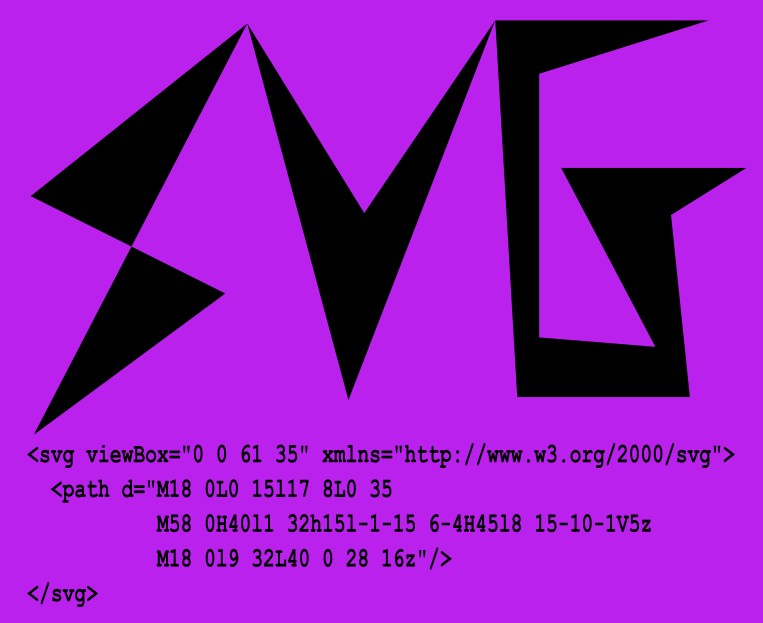 SVG
<svg viewBox="0 0 61 35" xmlns="http://www.w3.org/2000/svg">
<path d="M18 0L0 15l17 8L0 35
M58 0H40l1 32h15l-1-15 6-4H45l8 15-10-1V5z
M18 0l9 32L40 0 28 16z"/>
</svg>